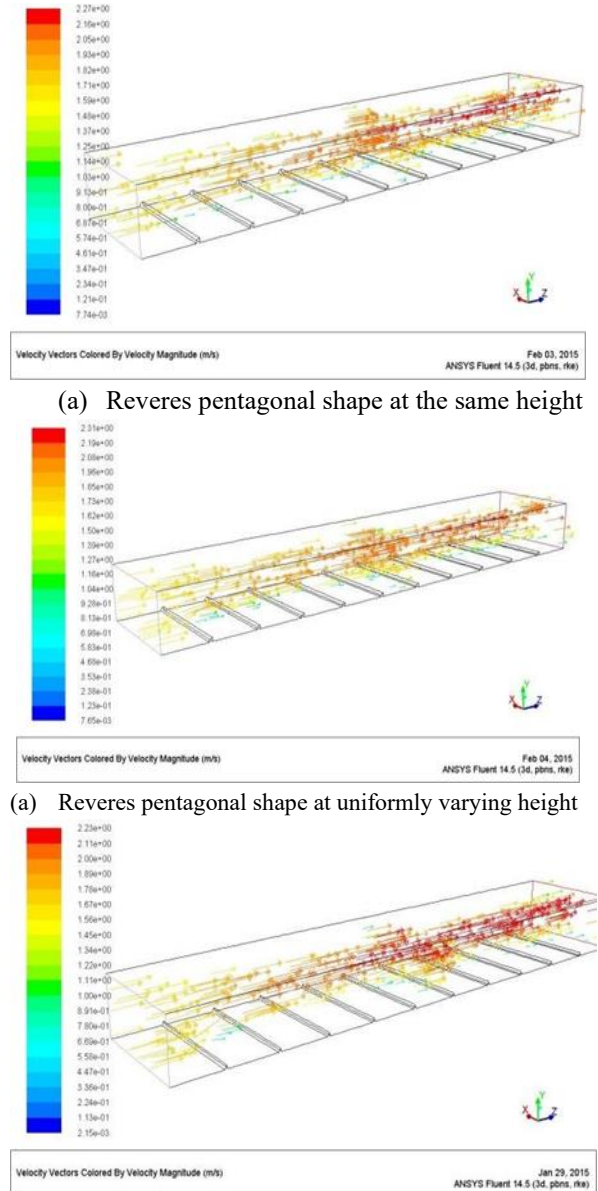 2.27e+00
2.16e+00
2.05e+00
1.93e+00
1.82e+00
1.71e+00
1.59e+00
1.48e+00
1.37e+00
1.25e+00
1.14e+00
1.03e+00
9.13e-01
8.00e-01
6.87e-01
5.74e-01
4.61e-01
3.47e-01
2.34e-01
1.21e-01
7.74e-03
Y
X Z
Velocity Vectors Colored By Velocity Magnitude (m/s) Feb 03, 2015
ANSYS Fluent 14.5 (3d, pbns, rke)
(a) Reveres pentagonal shape at the same height
2.31e+00
2.19e+00
2.08e+00
1.96e+00
1.85e+00
1.73e+00
1.62e+00
1.50e+00
1.39e+00
1.27e+00
1.16e+00
1.04e+00
9.28e-01
8.13e-01
6.98e-01
5.83e-01
4.68e-01
3.53e-01
2.38e-01
1.23e-01
7.65e-03
Y
X Z
Velocity Vectors Colored By Velocity Magnitude (m/s) Feb 04, 2015
ANSYS Fluent 14.5 (3d, pbns, rke)
(a) Reveres pentagonal shape at uniformly varying height
2.23e+00
2.11e+00
2.00e+00
1.89e+00
1.78e+00
1.67e+00
1.56e+00
1.45e+00
1.34e+00
1.22e+00
1.11e+00
1.00e+00
8.91e-01
7.80e-01
6.69e-01
5.58e-01
4.47e-01
3.36e-01
2.24e-01
1.13e-01
2.15e-03
Y
X Z
Velocity Vectors Colored By Velocity Magnitude (m/s) Jan 29, 2015
ANSYS Fluent 14.5 (3d, pbns, rke)